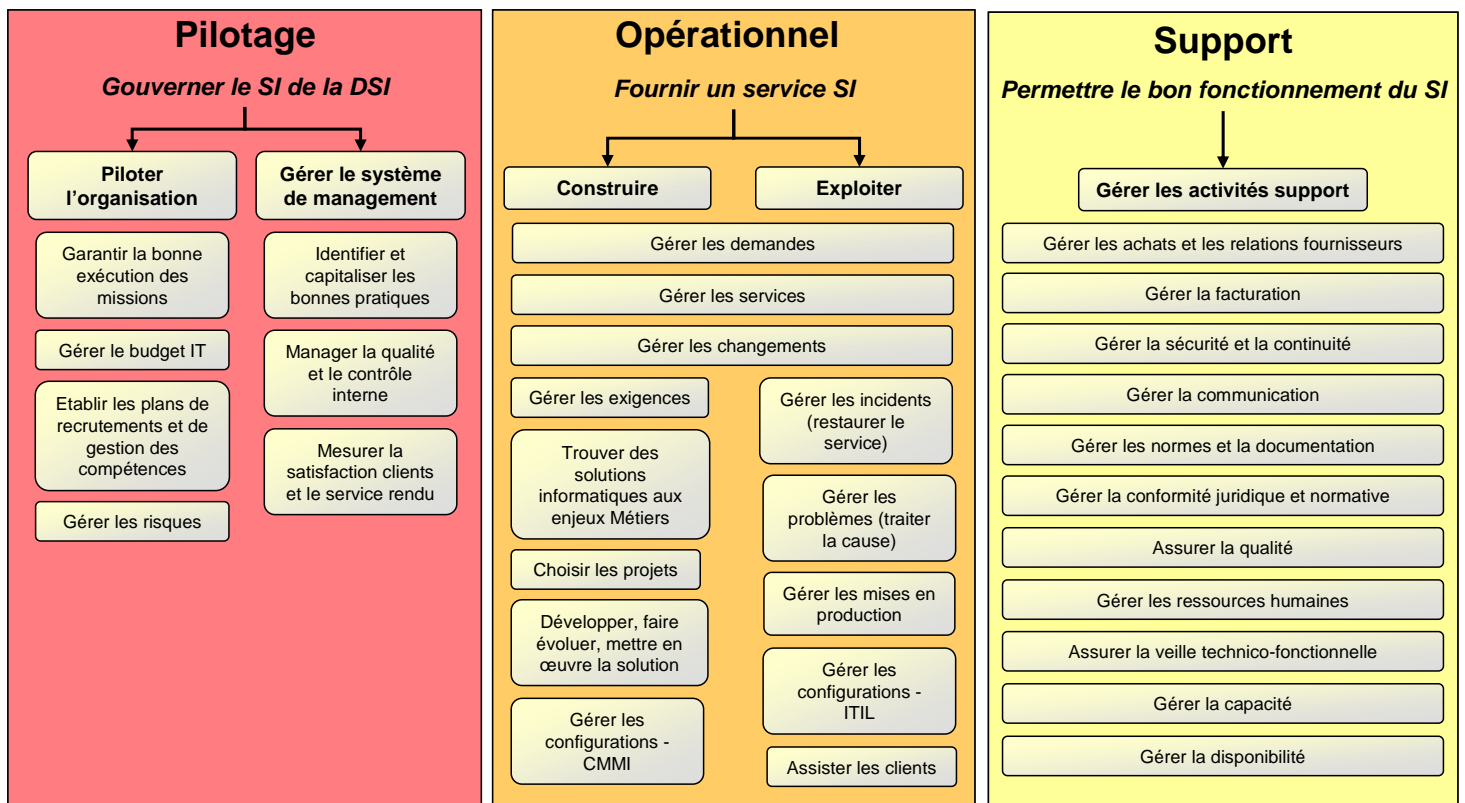 Pilotage
Gouverner le SI de la DSI
Piloter
l'organisation
Garantir la bonne
exécution des
missions
Gérer le budget IT
Etablir les plans de
recrutements et de
gestion des
compétences
Gérer les risques
Gérer le système
de management
Identifier et
capitaliser les
bonnes pratiques
Manager la qualité
et le contrôle
interne
Mesurer la
satisfaction clients
et le service rendu
Opérationnel
Fournir un service SI
Construire
Exploiter
Gérer les demandes
Gérer les services
Gérer les changements
Gérer les exigences
Trouver des
solutions
informatiques aux
enjeux Métiers
Choisir les projets
Développer, faire
évoluer, mettre en
œuvre la solution
Gérer les
configurations -
CMMI
Gérer les incidents
(restaurer le
service)
Gérer les
problèmes (traiter
la cause)
Gérer les mises en
production
Gérer les
configurations -
ITIL
Assister les clients
Support
Permettre le bon fonctionnement du SI
Gérer les activités support
Gérer les achats et les relations fournisseurs
Gérer la facturation
Gérer la sécurité et la continuité
Gérer la communication
Gérer les normes et la documentation
Gérer la conformité juridique et normative
Assurer la qualité
Gérer les ressources humaines
Assurer la veille technico-fonctionnelle
Gérer la capacité
Gérer la disponibilité